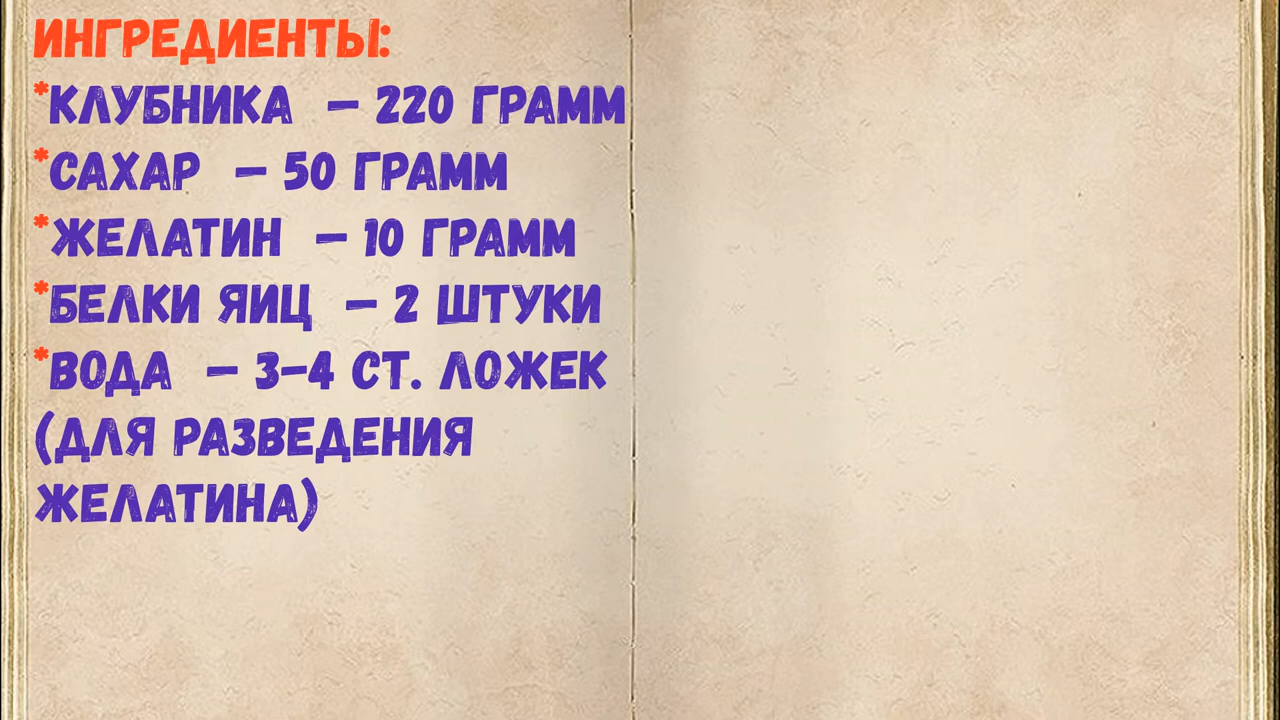 ИНГРЕДИЕНТЫ:
*КЛУБНИКА – 220 ГРАММ
*САХАР – 50 ГРАММ
*ЖЕЛАТИН – 10 ГРАММ
*БЕЛКИ ЯИЦ – 2 ШТУКИ
*ВОДА – 3-4 СТ. ЛОЖЕК
(ДЛЯ РАЗВЕДЕНИЯ
ЖЕЛАТИНА)